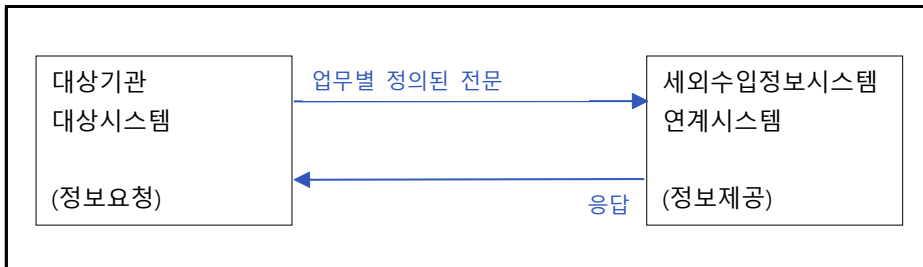 대상기관
대상시스템
(정보요청)
업무별 정의된 전문
응답
세외수입정보시스템
연계시스템
(정보제공)